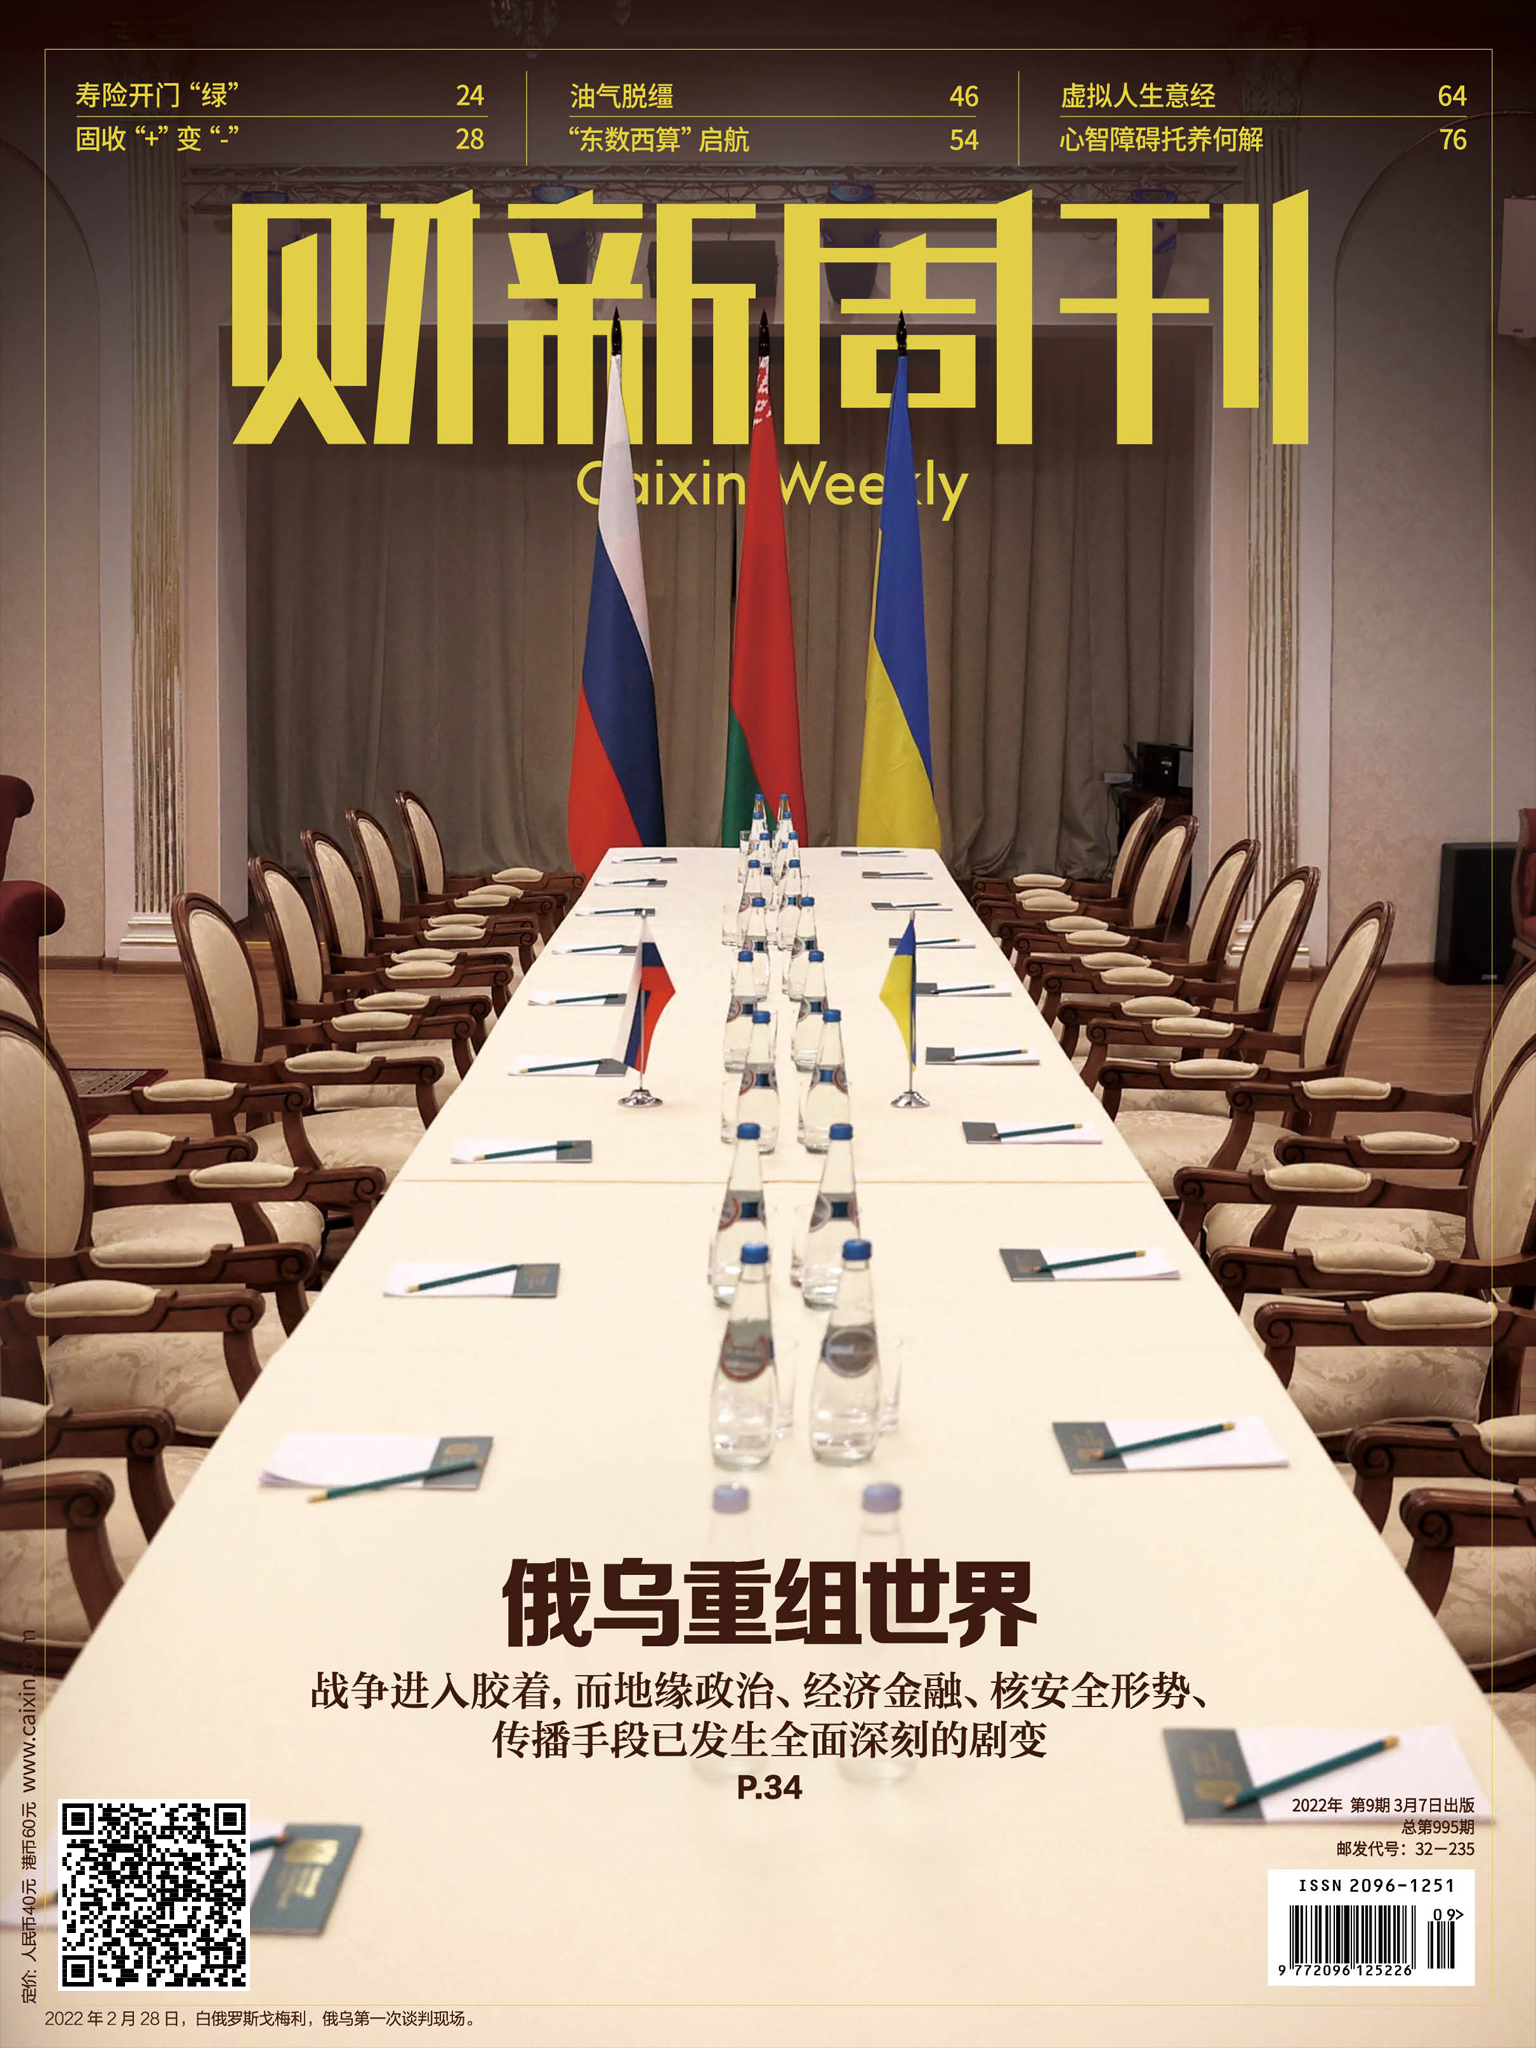 寿险开门“绿” 24
固收“+”变“-” 28
油气脱缰 46
“东数西算”启航 54
虚拟人生意经 64
心智障碍托养何解 76
财新周刊
Caixin Weekly
俄乌重组世界
战争进入胶着，而地缘政治、经济金融、核安全形势、
传播手段已发生全面深刻的剧变
P.34
2022年 第9期 3月7日出版
总第995期
邮发代号：32－235
ISSN 2096-1251
09>
9 772096 125226
定价：人民币40元 港币60元 www.caixin.com
2022年2月28日，白俄罗斯戈梅利，俄乌第一次谈判现场。